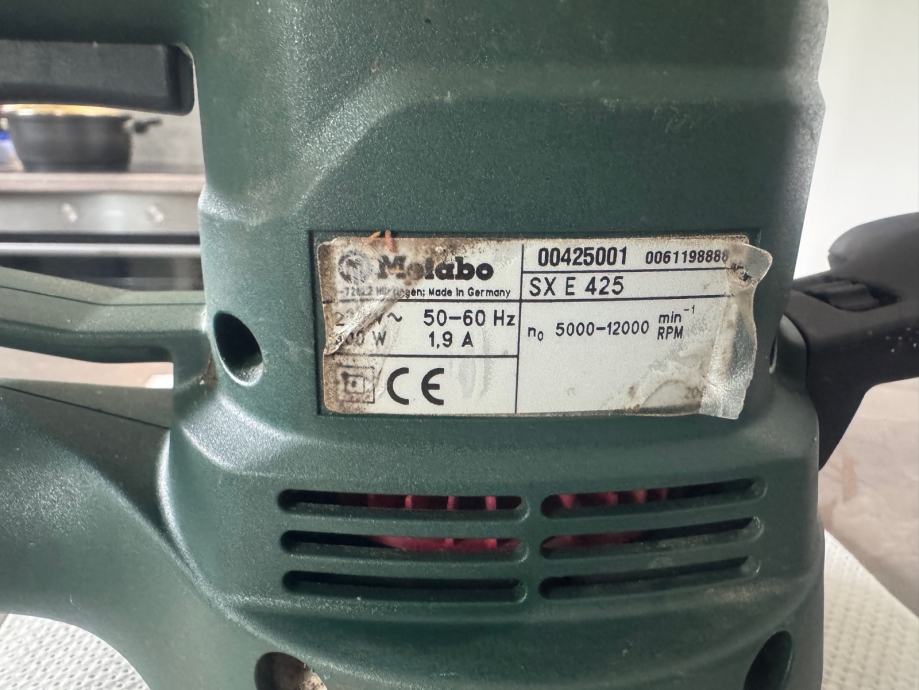 Metabo
Made in Germany
00425001 0061198888
SX E 425
50–60 Hz
1,9 A
n₀ 5000–12000 min⁻¹
RPM
CE